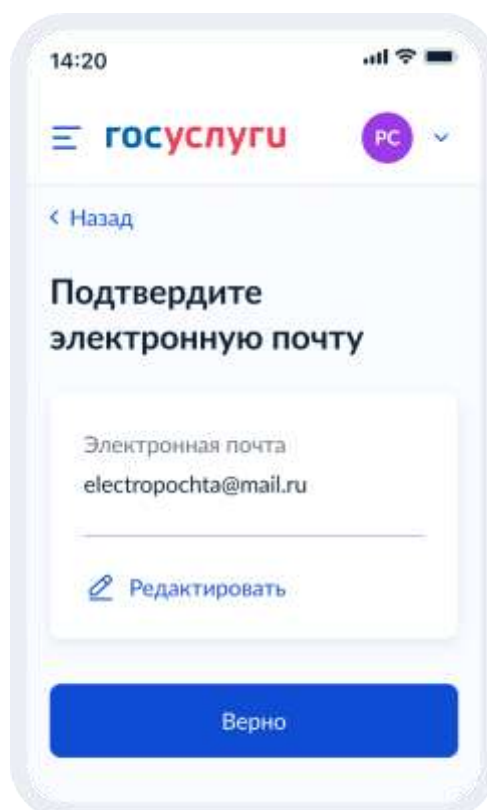 14:20
госуслуги
РС
Назад
Подтвердите
электронную почту
Электронная почта
electropochta@mail.ru
Редактировать
Верно